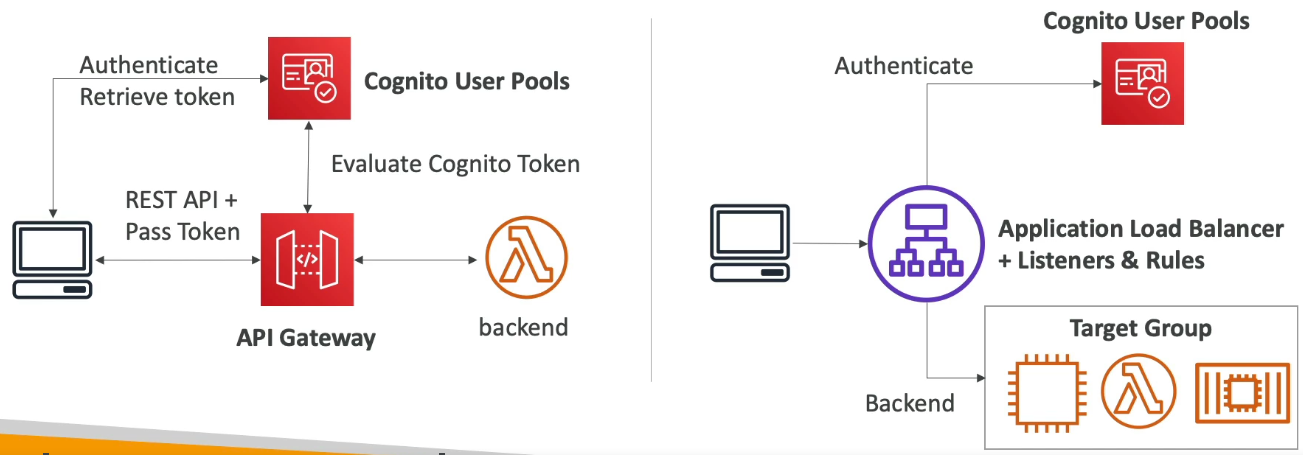 Authenticate
Retrieve token
Cognito User Pools
Evaluate Cognito Token
REST API +
Pass Token
</>
API Gateway
backend
Cognito User Pools
Authenticate
Application Load Balancer
+ Listeners & Rules
Target Group
Backend